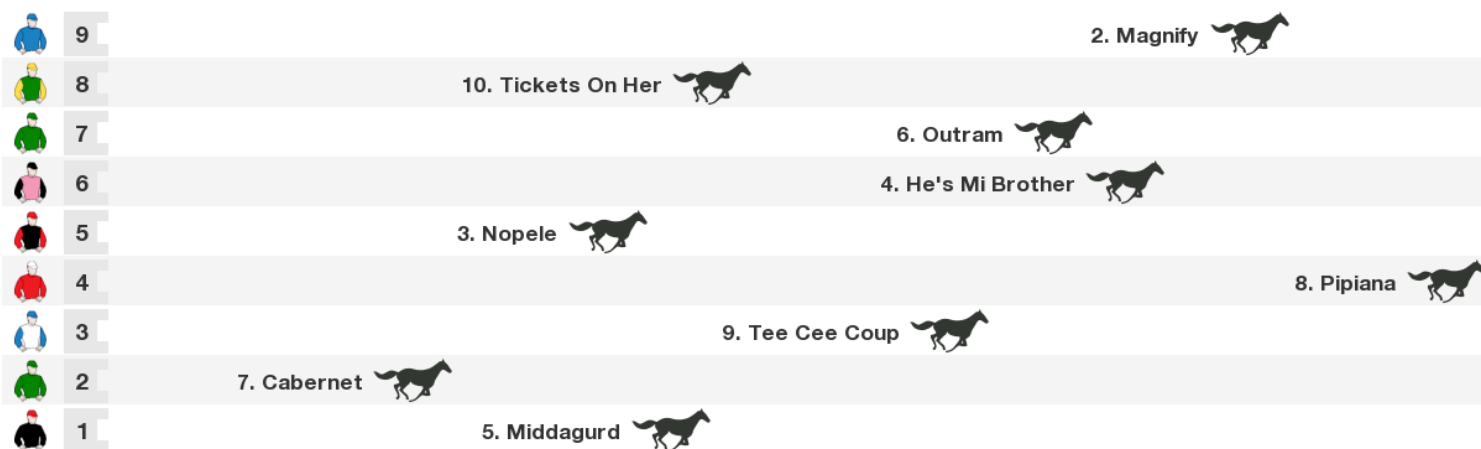 9 2. Magnify
8 10. Tickets On Her
7 6. Outram
6 4. He's Mi Brother
5 3. Nopele
4 8. Pipiana
3 9. Tee Cee Coup
2 7. Cabernet
1 5. Middagurd